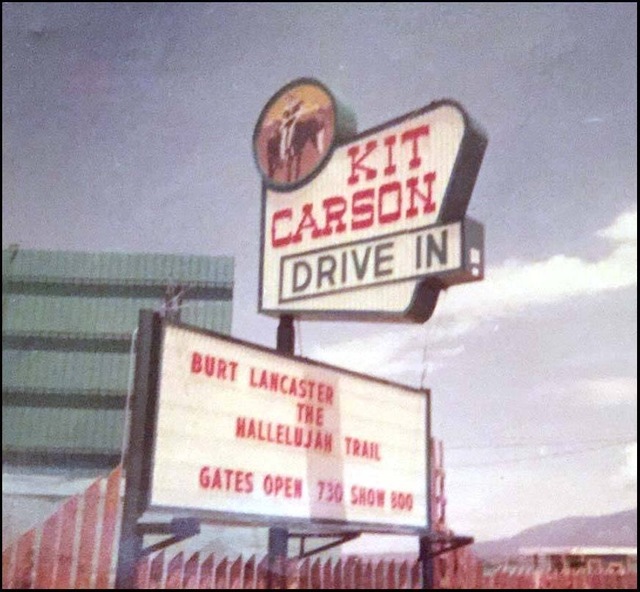 KIT
CARSON
DRIVE IN
BURT LANCASTER
THE
HALLELUJAH TRAIL
GATES OPEN 730 SHOW 800